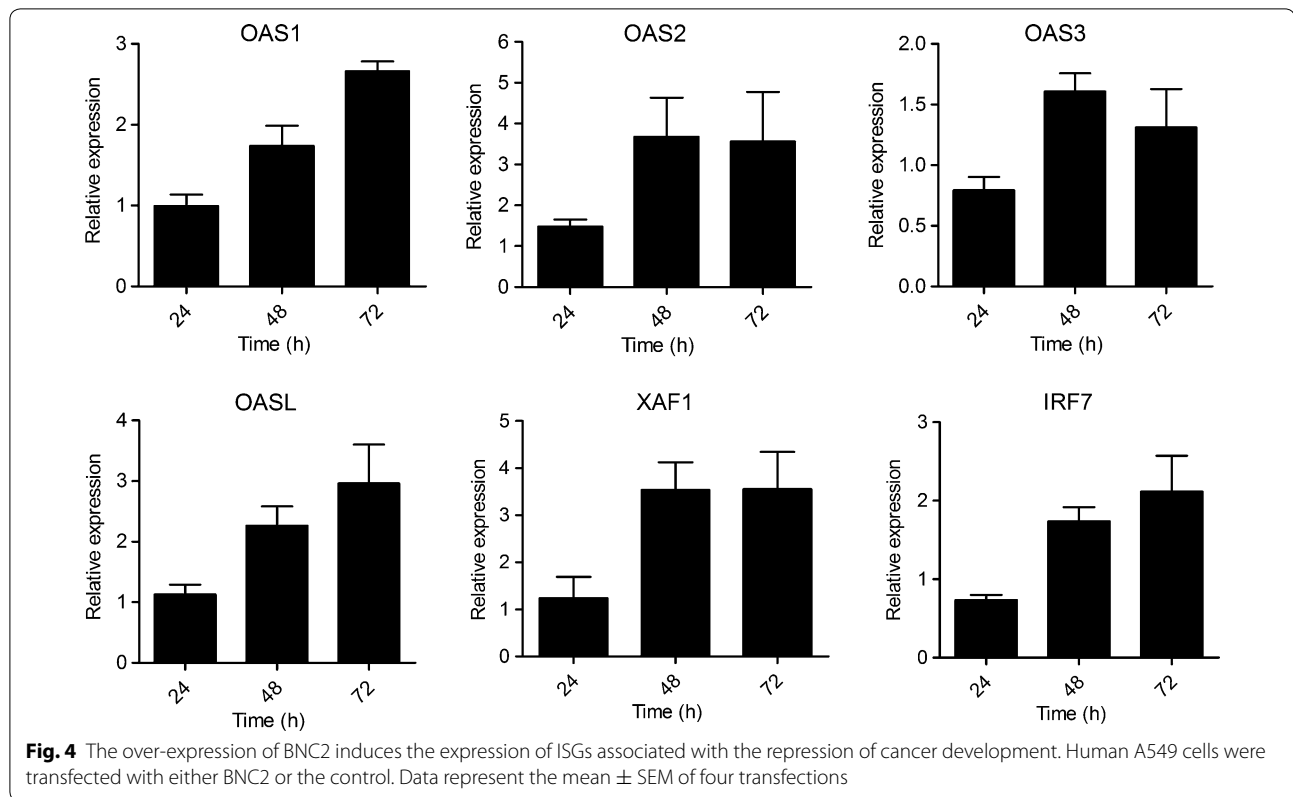 OAS1
OAS2
OAS3
Relative expression
3
2
1
0
24
48
72
Time (h)
Relative expression
6
5
4
3
2
1
0
24
48
72
Time (h)
Relative expression
2.0
1.5
1.0
0.5
0.0
24
48
72
Time (h)
OASL
XAF1
IRF7
Relative expression
4
3
2
1
0
24
48
72
Time (h)
Relative expression
5
4
3
2
1
0
24
48
72
Time (h)
Relative expression
3
2
1
0
24
48
72
Time (h)
Fig. 4 The over-expression of BNC2 induces the expression of ISGs associated with the repression of cancer development. Human A549 cells were
transfected with either BNC2 or the control. Data represent the mean ± SEM of four transfections